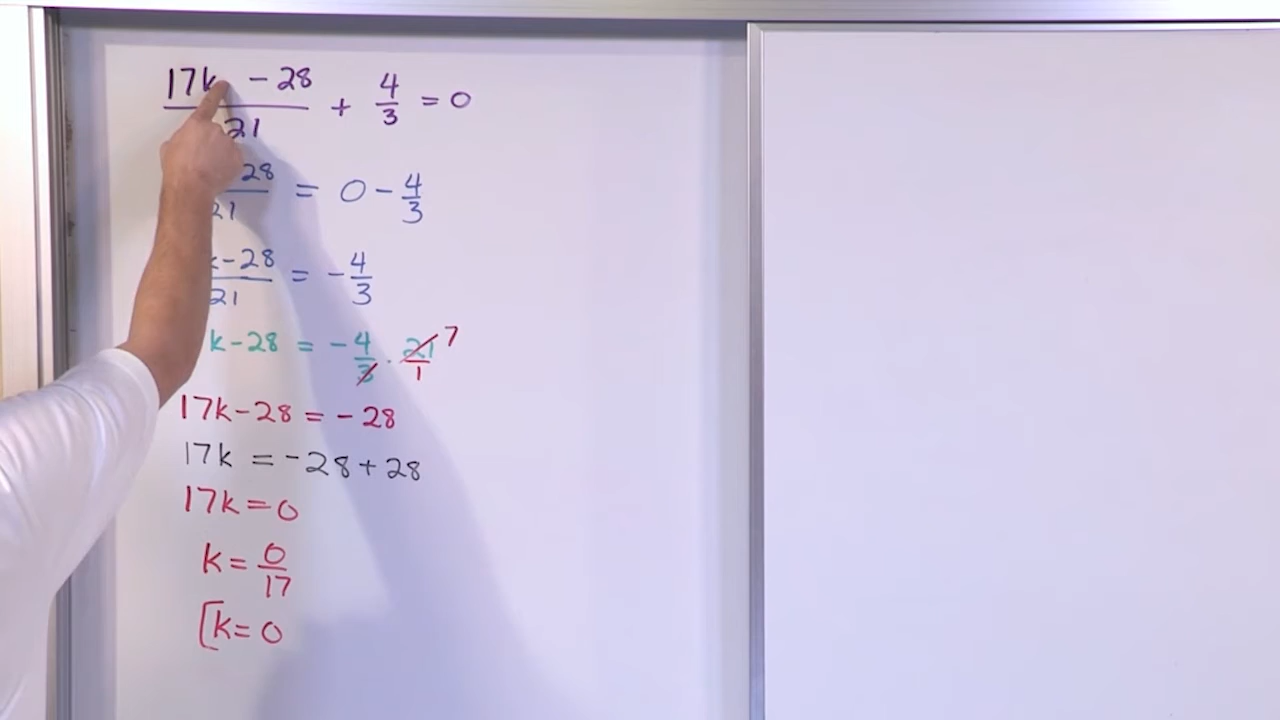 17k - 28 / 21 + 4/3 = 0
- 28 / 21 = 0 - 4/3
k - 28 / 21 = - 4/3
k - 28 = - 4/3 · 21/1 7
17k - 28 = - 28
17k = - 28 + 28
17k = 0
k = 0/17
[k = 0